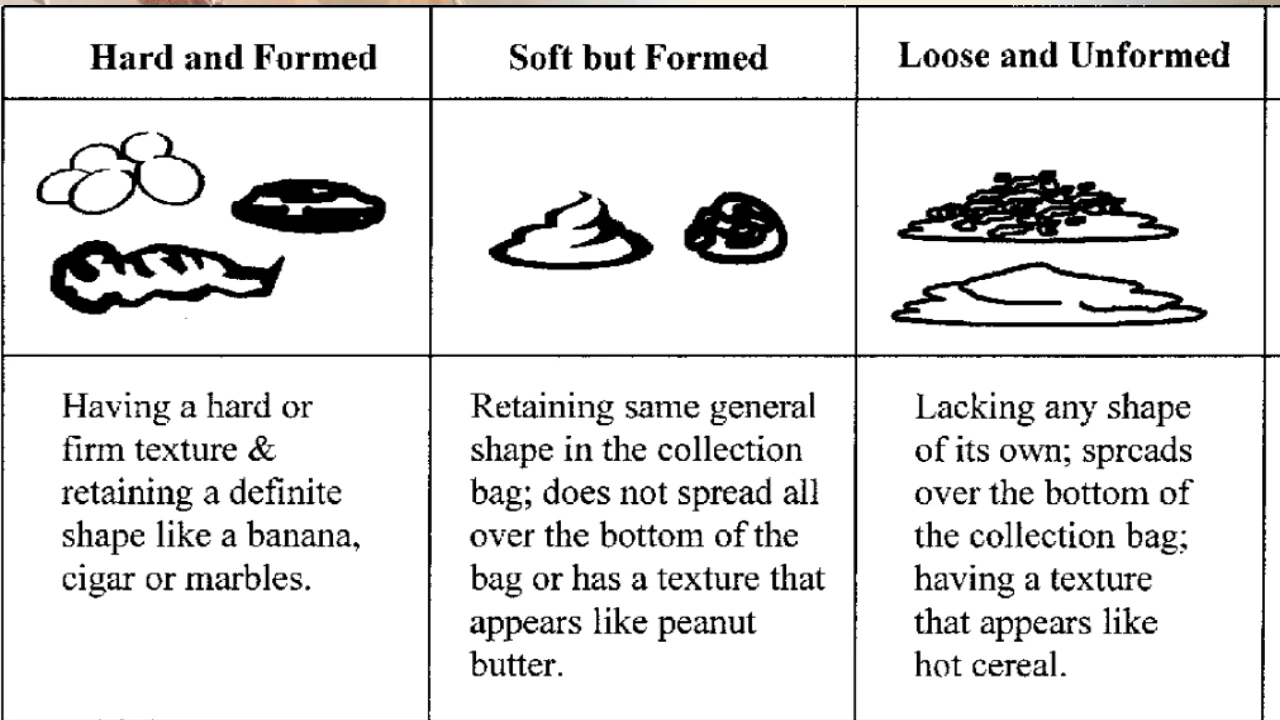 Hard and Formed
Soft but Formed
Loose and Unformed
Having a hard or
firm texture &
retaining a definite
shape like a banana,
cigar or marbles.
Retaining same general
shape in the collection
bag; does not spread all
over the bottom of the
bag or has a texture that
appears like peanut
butter.
Lacking any shape
of its own; spreads
over the bottom of
the collection bag;
having a texture
that appears like
hot cereal.